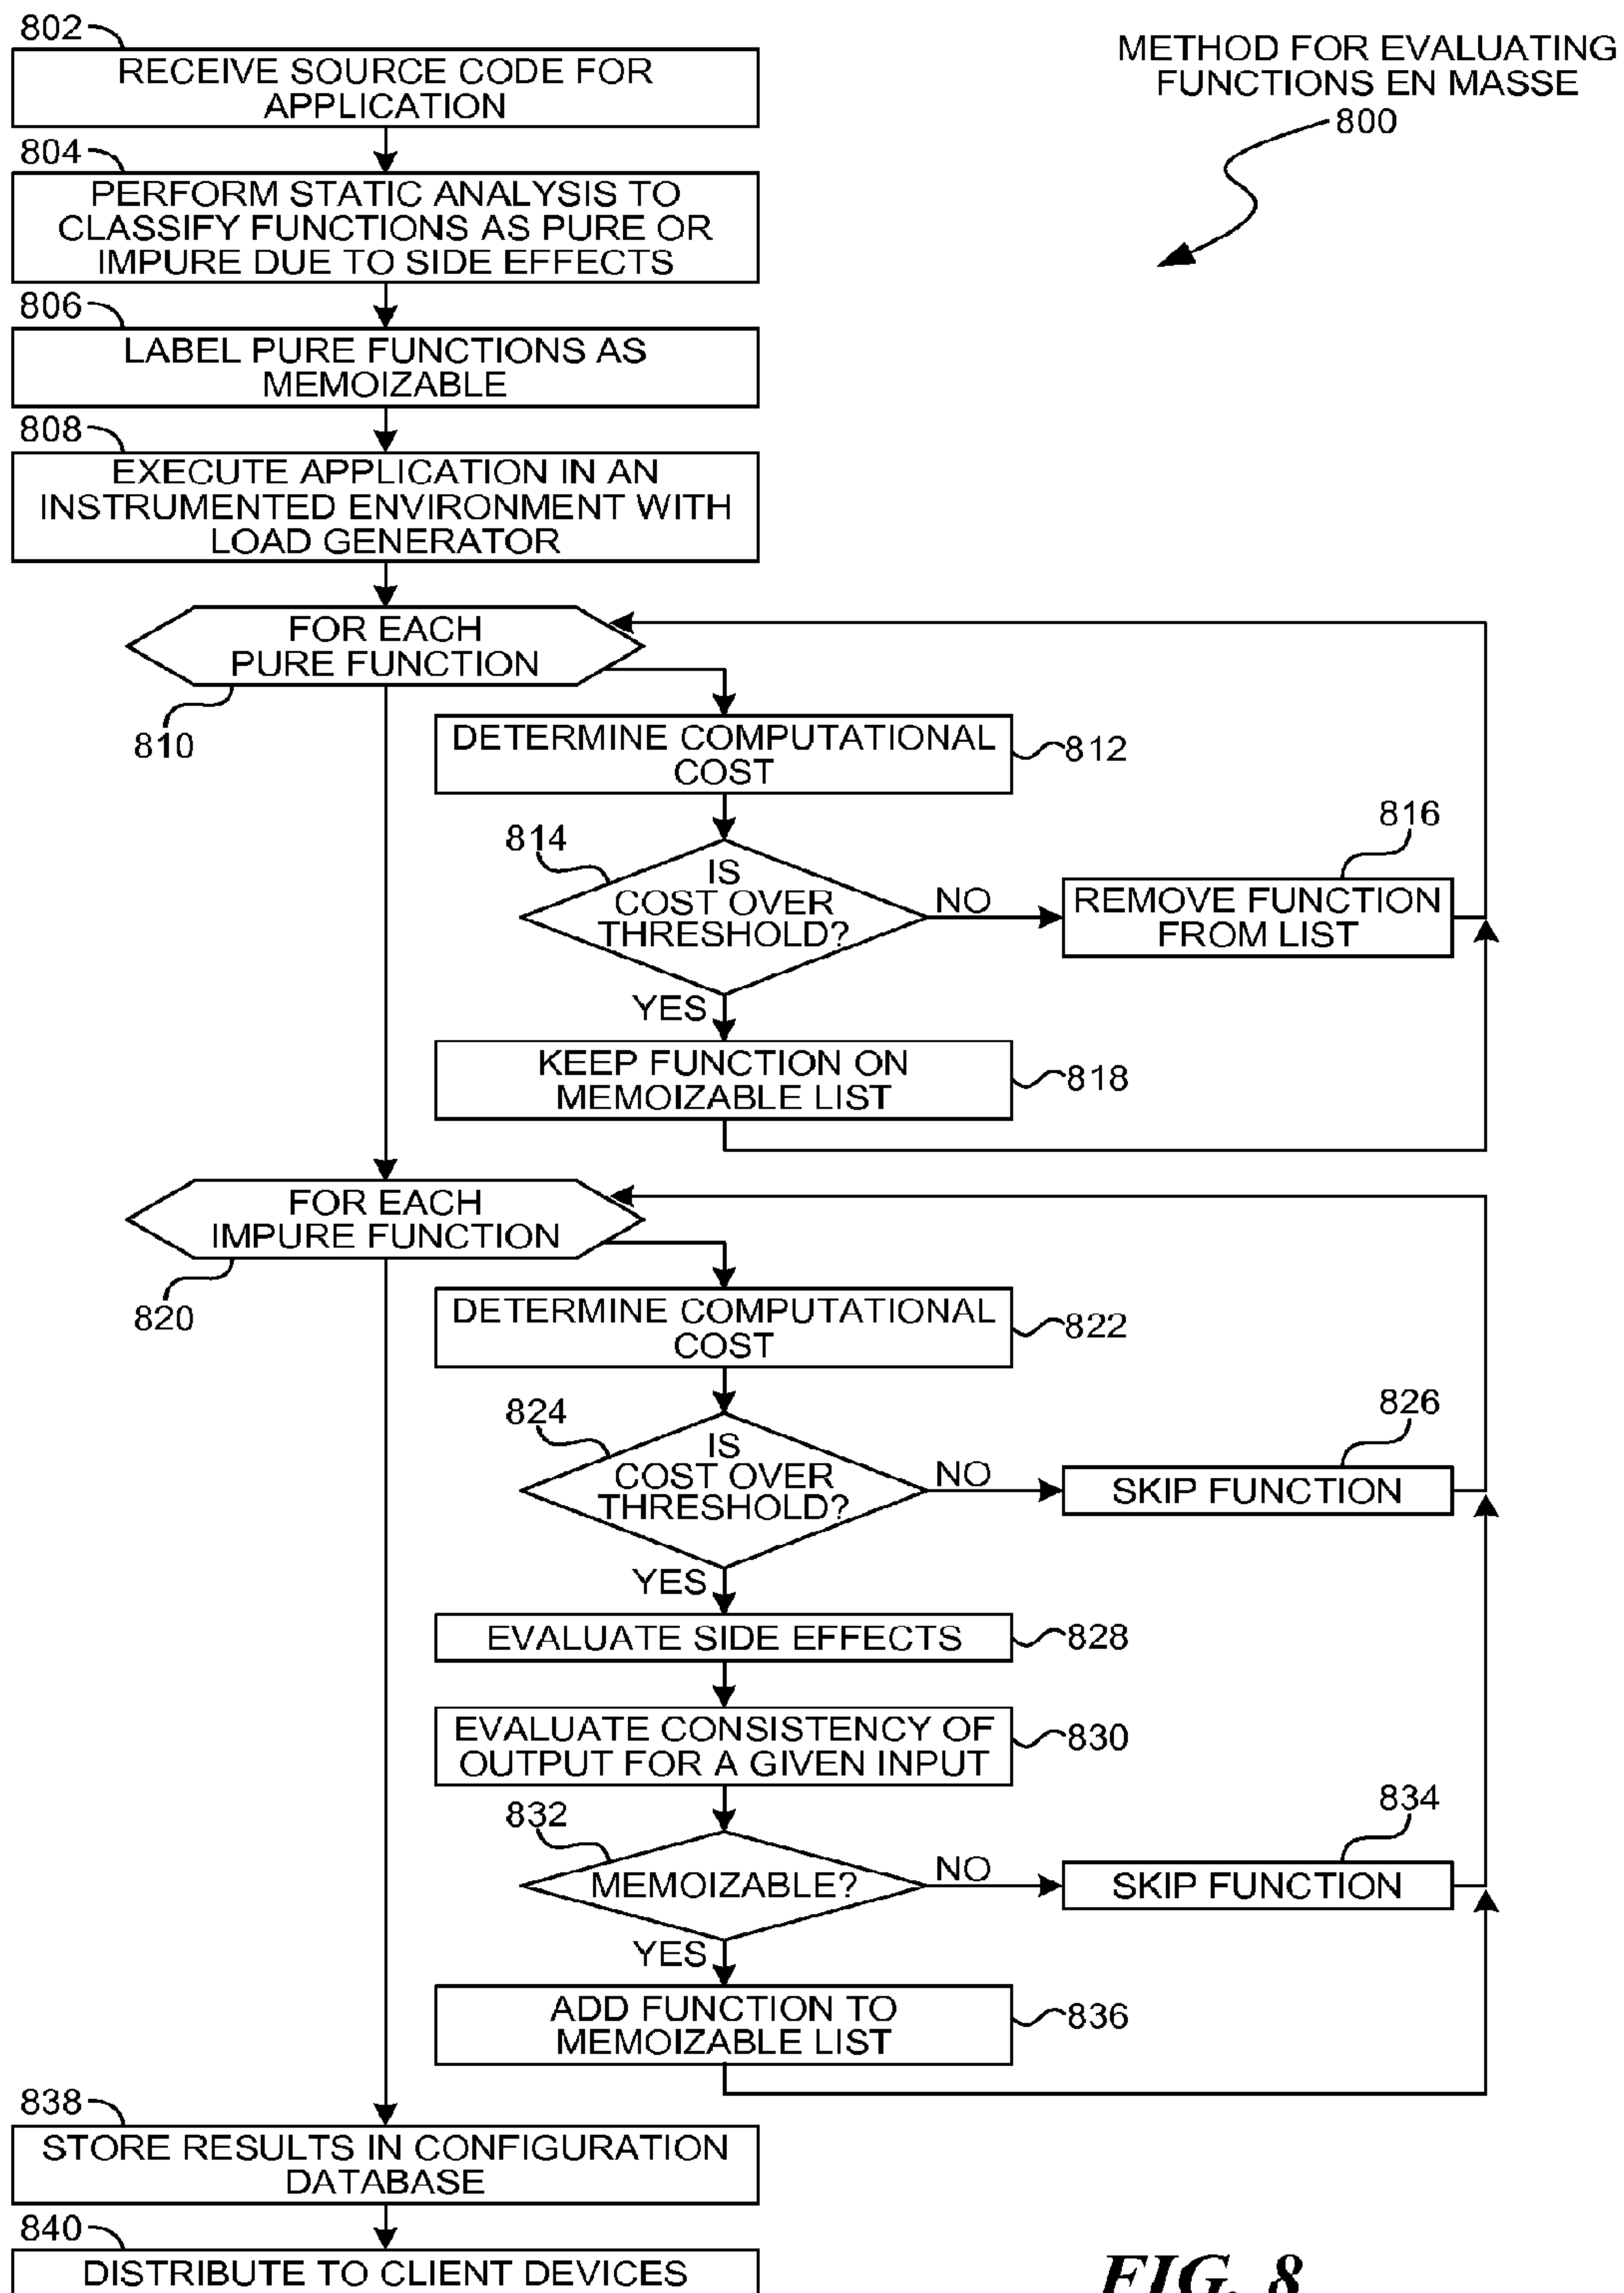 802
RECEIVE SOURCE CODE FOR
APPLICATION
METHOD FOR EVALUATING
FUNCTIONS EN MASSE
800
804
PERFORM STATIC ANALYSIS TO
CLASSIFY FUNCTIONS AS PURE OR
IMPURE DUE TO SIDE EFFECTS
806
LABEL PURE FUNCTIONS AS
MEMOIZABLE
808
EXECUTE APPLICATION IN AN
INSTRUMENTED ENVIRONMENT WITH
LOAD GENERATOR
FOR EACH
PURE FUNCTION
810
DETERMINE COMPUTATIONAL
COST
812
814
IS
COST OVER
THRESHOLD?
NO
816
REMOVE FUNCTION
FROM LIST
YES
KEEP FUNCTION ON
MEMOIZABLE LIST
818
FOR EACH
IMPURE FUNCTION
820
DETERMINE COMPUTATIONAL
COST
822
824
IS
COST OVER
THRESHOLD?
NO
826
SKIP FUNCTION
YES
EVALUATE SIDE EFFECTS
828
EVALUATE CONSISTENCY OF
OUTPUT FOR A GIVEN INPUT
830
832
MEMOIZABLE?
NO
834
SKIP FUNCTION
YES
ADD FUNCTION TO
MEMOIZABLE LIST
836
838
STORE RESULTS IN CONFIGURATION
DATABASE
840
DISTRIBUTE TO CLIENT DEVICES
FIG. 8